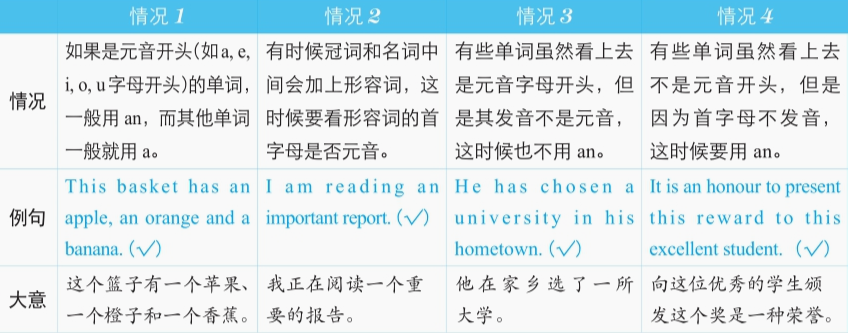 情况 1
情况 2
情况 3
情况 4
情况
如果是元音开头(如a, e,
i, o, u字母开头)的单词，
一般用 an，而其他单词
一般就用 a。
有时候冠词和名词中
间会加上形容词，这
时候要看形容词的首
字母是否元音。
有些单词虽然看上去
是元音字母开头，但
是其发音不是元音，
这时候也不用 an。
有些单词虽然看上去
不是元音开头，但是
因为首字母不发音，
这时候要用 an。
例句
This basket has an
apple, an orange and a
banana. (√)
I am reading an
important report. (√)
He has chosen a
university in his
hometown. (√)
It is an honour to present
this reward to this
excellent student. (√)
大意
这个篮子有一个苹果、
一个橙子和一个香蕉。
我正在阅读一个重
要的报告。
他在家乡选了一所
大学。
向这位优秀的学生颁
发这个奖是一种荣誉。